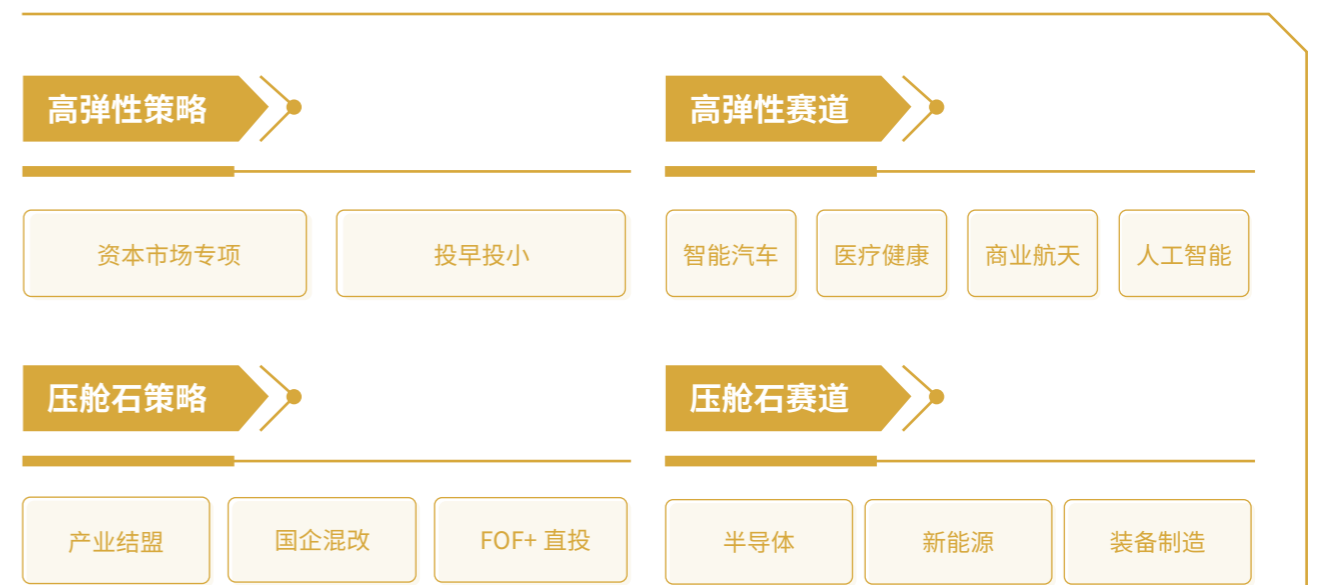 高弹性策略
高弹性赛道
资本市场专项
投早投小
智能汽车
医疗健康
商业航天
人工智能
压舱石策略
压舱石赛道
产业结盟
国企混改
FOF+ 直投
半导体
新能源
装备制造